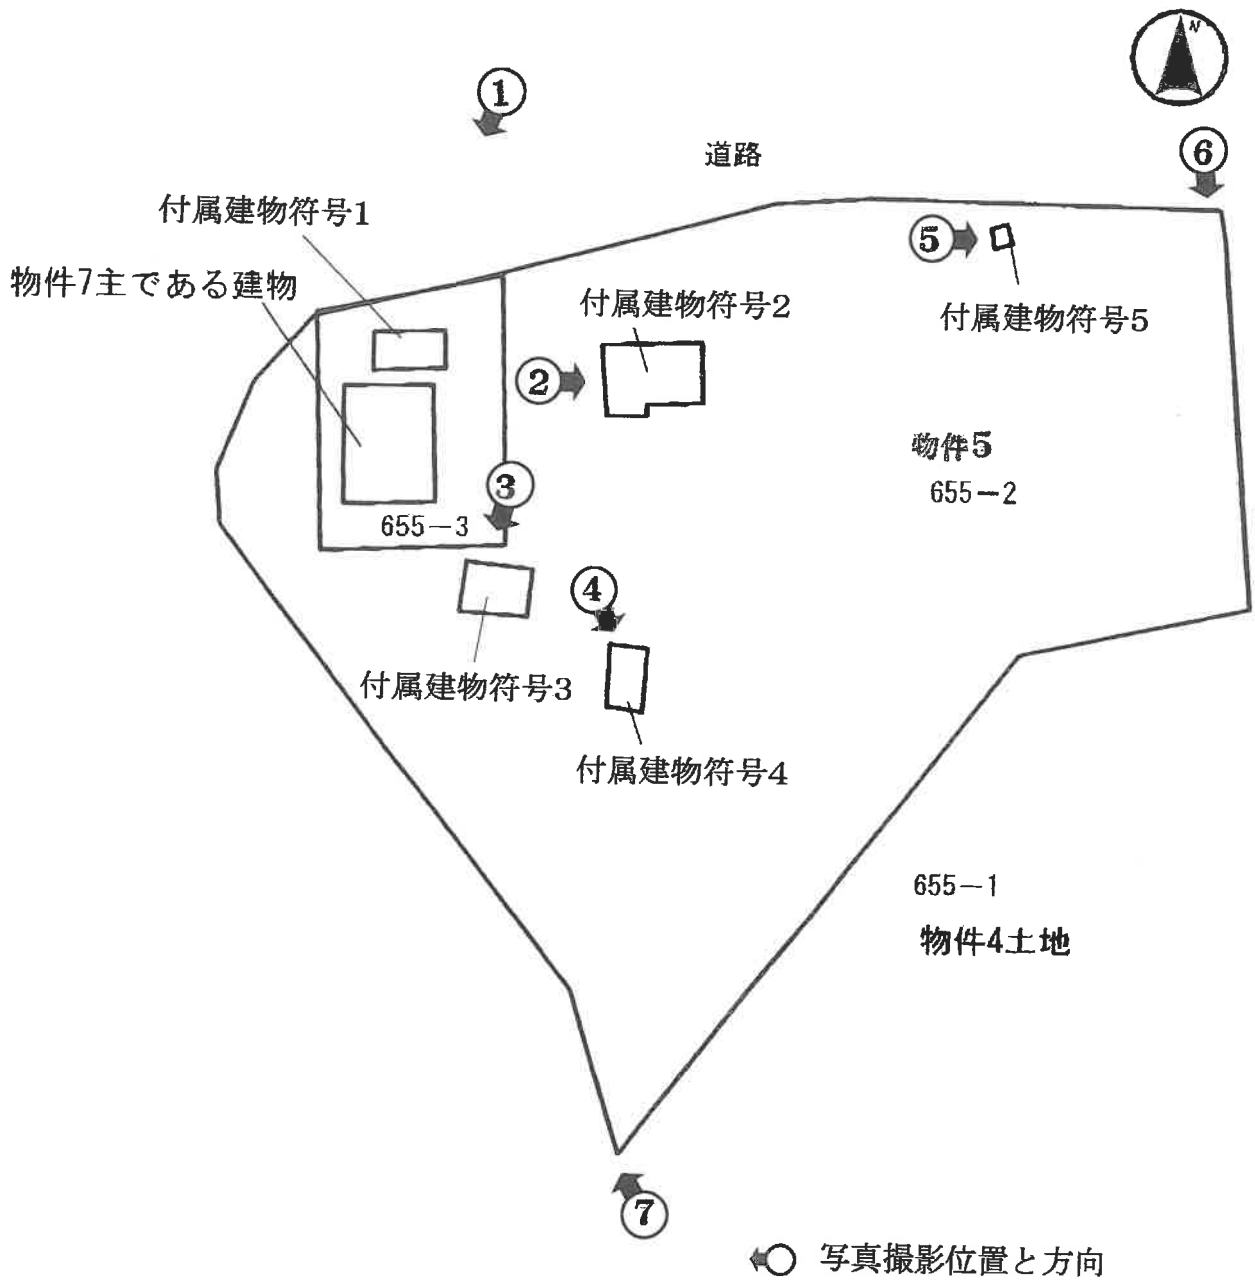 N
①
道路
⑥
付属建物符号1
⑤
物件7主である建物
付属建物符号2
付属建物符号5
②
物件5
655-2
③
655-3
④
付属建物符号3
付属建物符号4
655-1
物件4土地
⑦
写真撮影位置と方向